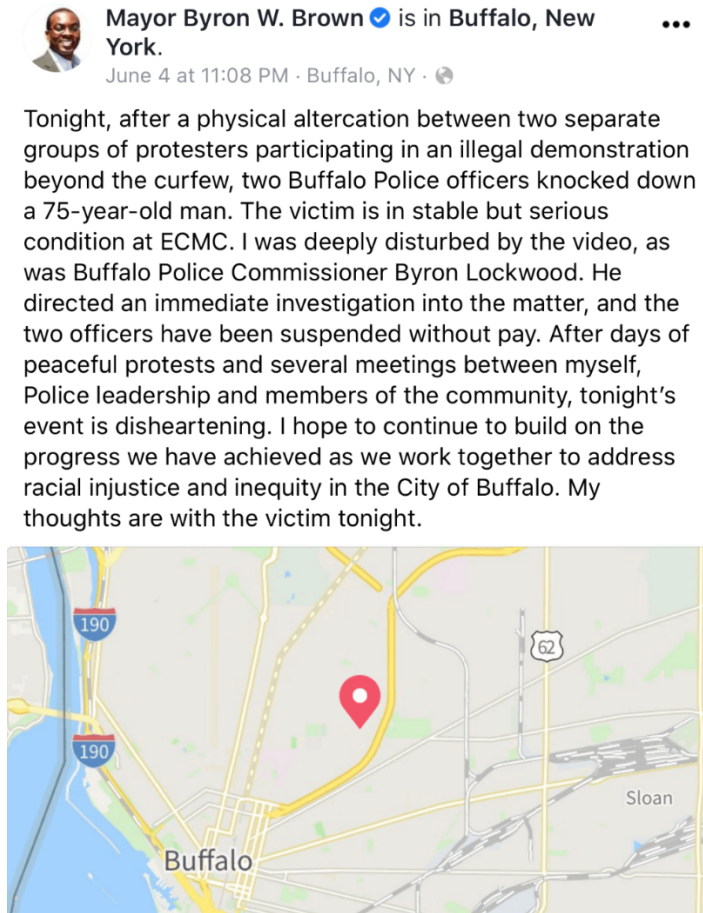 Mayor Byron W. Brown is in Buffalo, New
York.
June 4 at 11:08 PM · Buffalo, NY ·
Tonight, after a physical altercation between two separate
groups of protesters participating in an illegal demonstration
beyond the curfew, two Buffalo Police officers knocked down
a 75-year-old man. The victim is in stable but serious
condition at ECMC. I was deeply disturbed by the video, as
was Buffalo Police Commissioner Byron Lockwood. He
directed an immediate investigation into the matter, and the
two officers have been suspended without pay. After days of
peaceful protests and several meetings between myself,
Police leadership and members of the community, tonight's
event is disheartening. I hope to continue to build on the
progress we have achieved as we work together to address
racial injustice and inequity in the City of Buffalo. My
thoughts are with the victim tonight.
190
62
190
Sloan
Buffalo